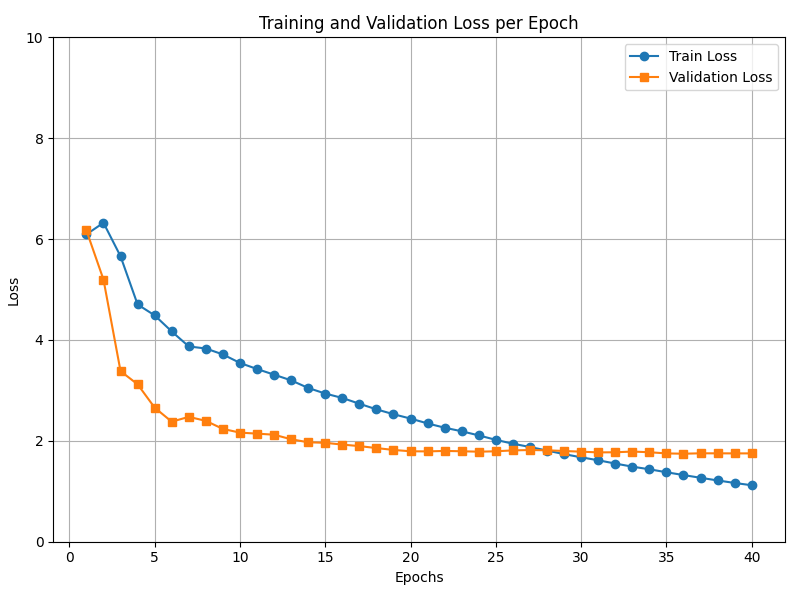 Training and Validation Loss per Epoch
10
8
6
4
2
0
Loss
Train Loss
Validation Loss
0 5 10 15 20 25 30 35 40
Epochs